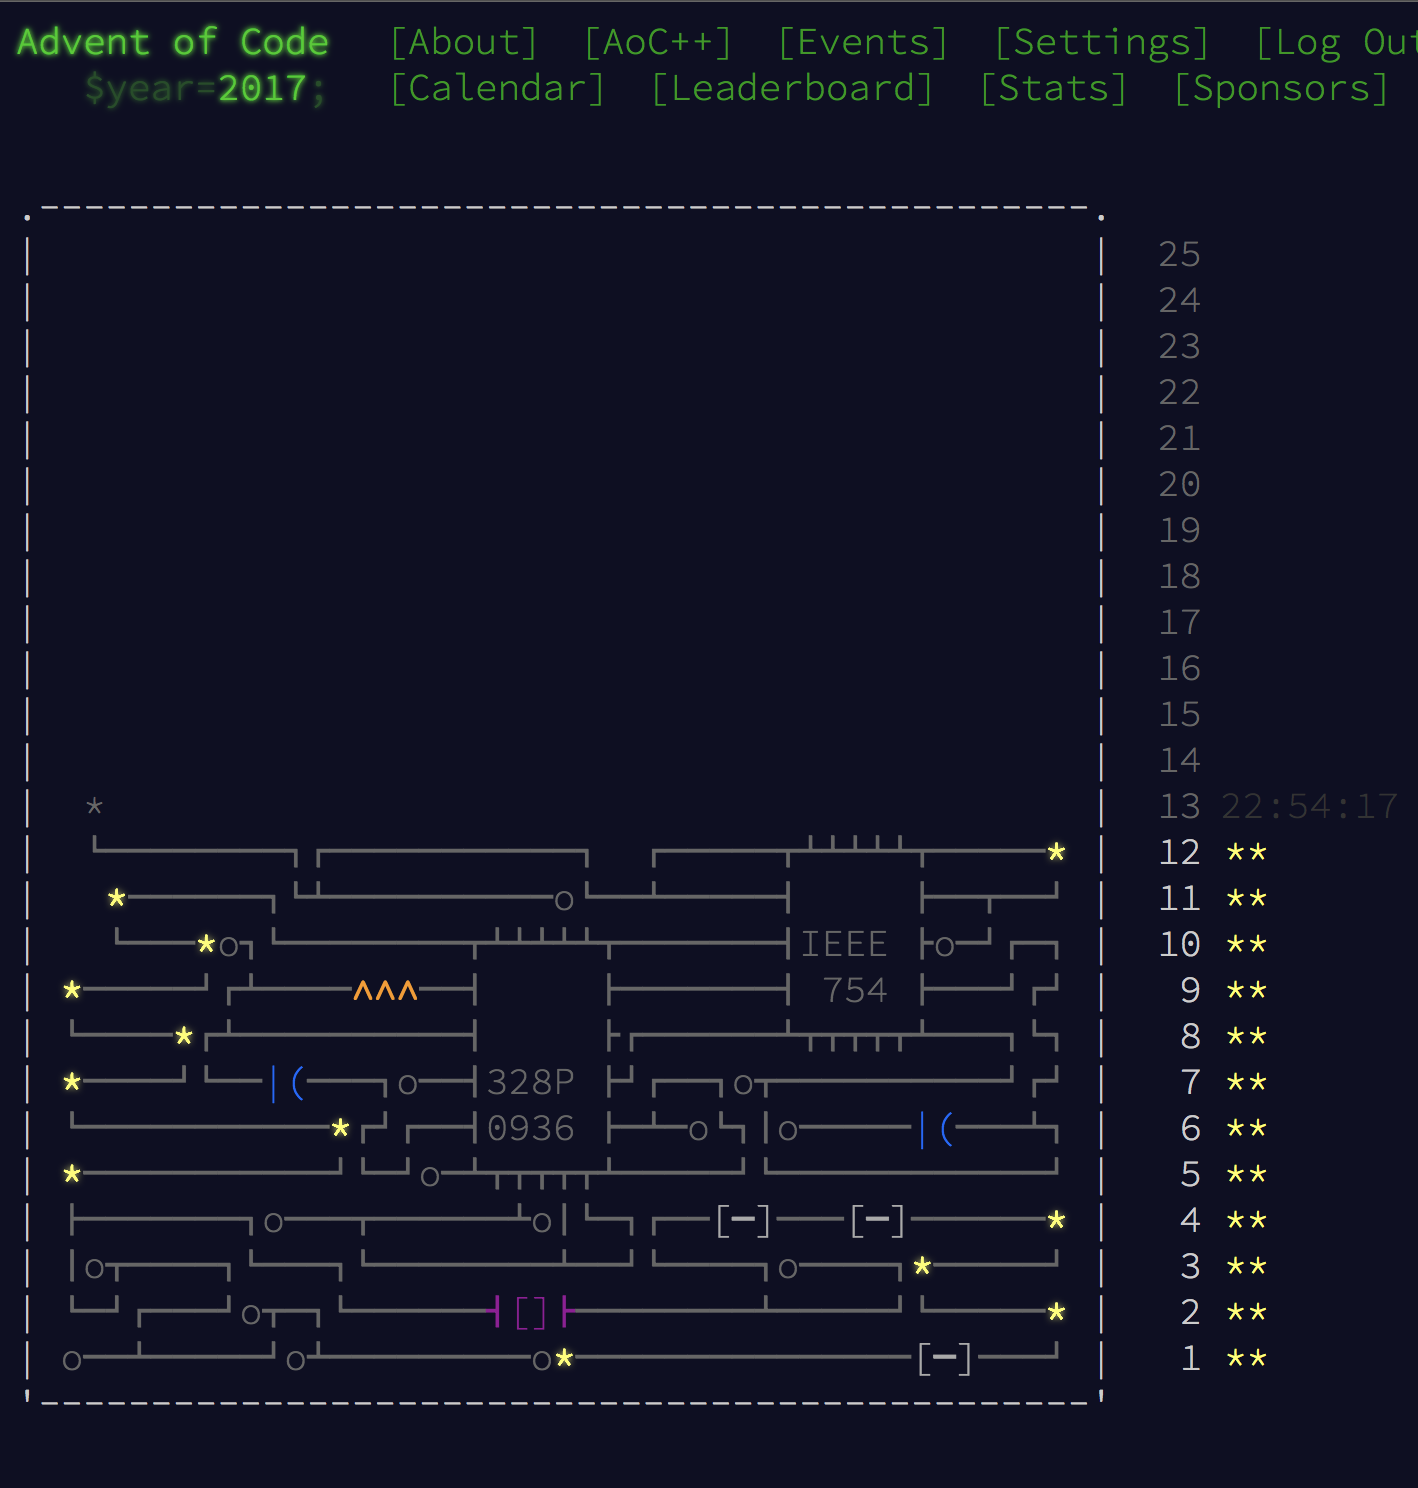 Advent of Code [About] [AoC++] [Events] [Settings] [Log Out
$year=2017; [Calendar] [Leaderboard] [Stats] [Sponsors]
25
24
23
22
21
20
19
18
17
16
15
14
* 13 22:54:17
* 12 **
* o 11 **
* o IEEE o 10 **
* ^^^ 754 9 **
* 8 **
* |( o 328P o 7 **
* 0936 o o |( 6 **
* o 5 **
o o [─] [─] * 4 **
o o * 3 **
o [] * 2 **
o o o * [─] 1 **